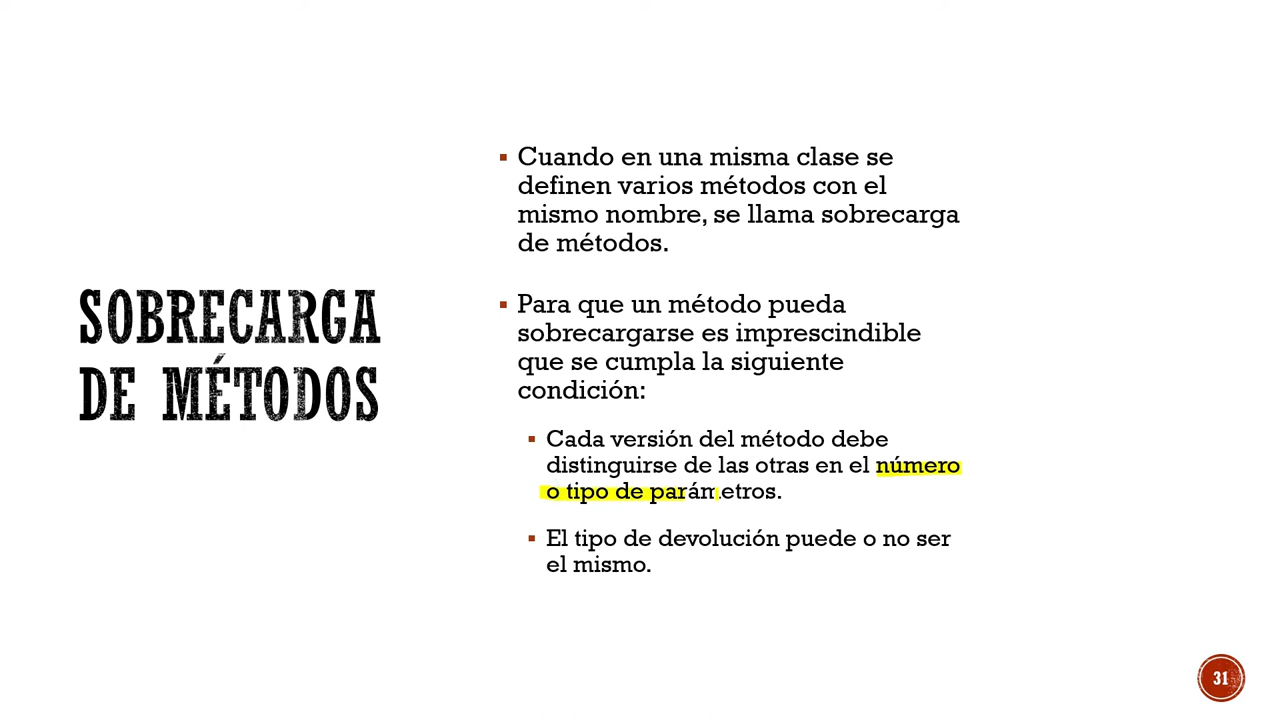 SOBRECARGA
DE MÉTODOS
Cuando en una misma clase se
definen varios métodos con el
mismo nombre, se llama sobrecarga
de métodos.
Para que un método pueda
sobrecargarse es imprescindible
que se cumpla la siguiente
condición:
Cada versión del método debe
distinguirse de las otras en el número
o tipo de parámetros.
El tipo de devolución puede o no ser
el mismo.
31